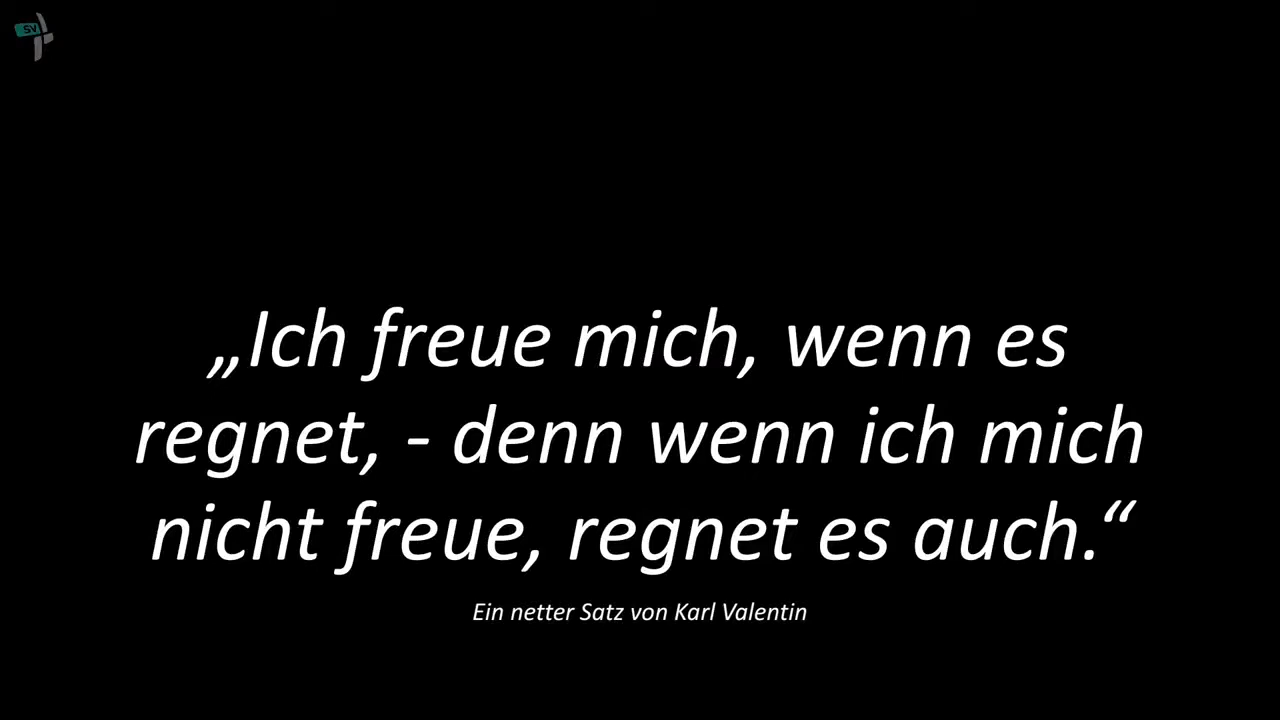 SV
„Ich freue mich, wenn es
regnet, - denn wenn ich mich
nicht freue, regnet es auch.“
Ein netter Satz von Karl Valentin